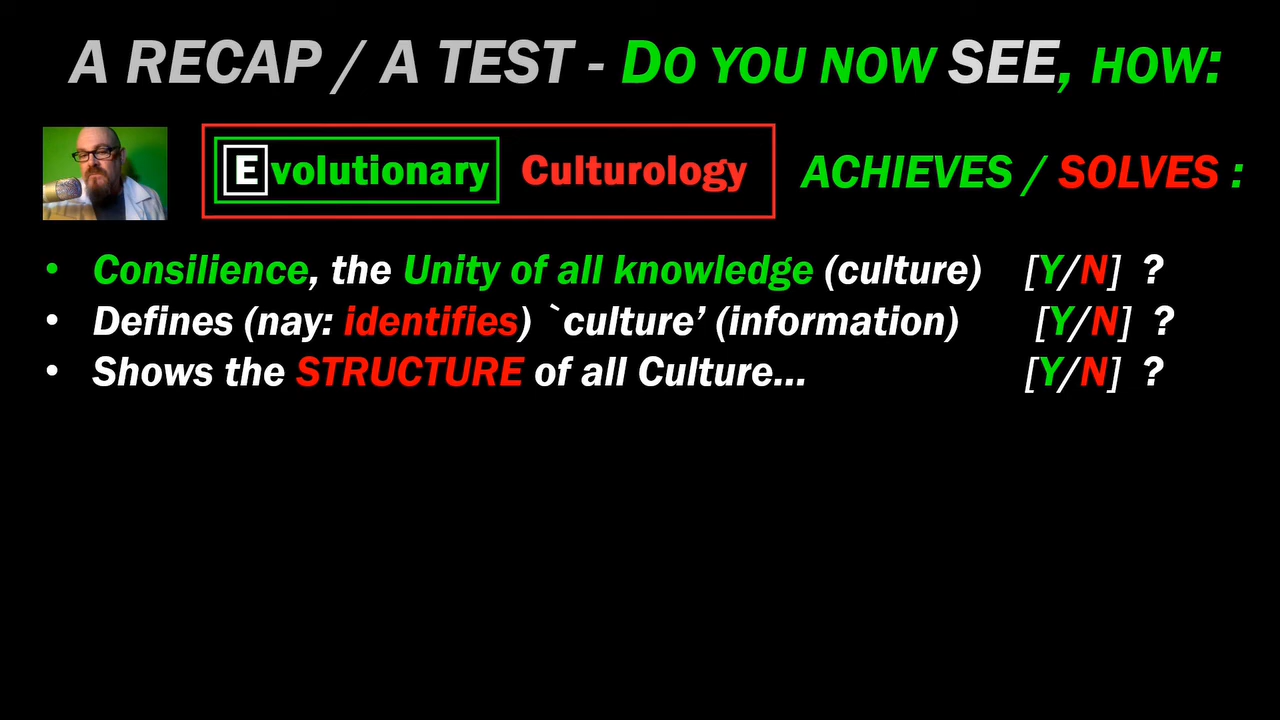 A RECAP / A TEST - DO YOU NOW SEE, HOW:
Evolutionary Culturology ACHIEVES / SOLVES :
• Consilience, the Unity of all knowledge (culture) [Y/N] ?
• Defines (nay: identifies) `culture’ (information) [Y/N] ?
• Shows the STRUCTURE of all Culture... [Y/N] ?